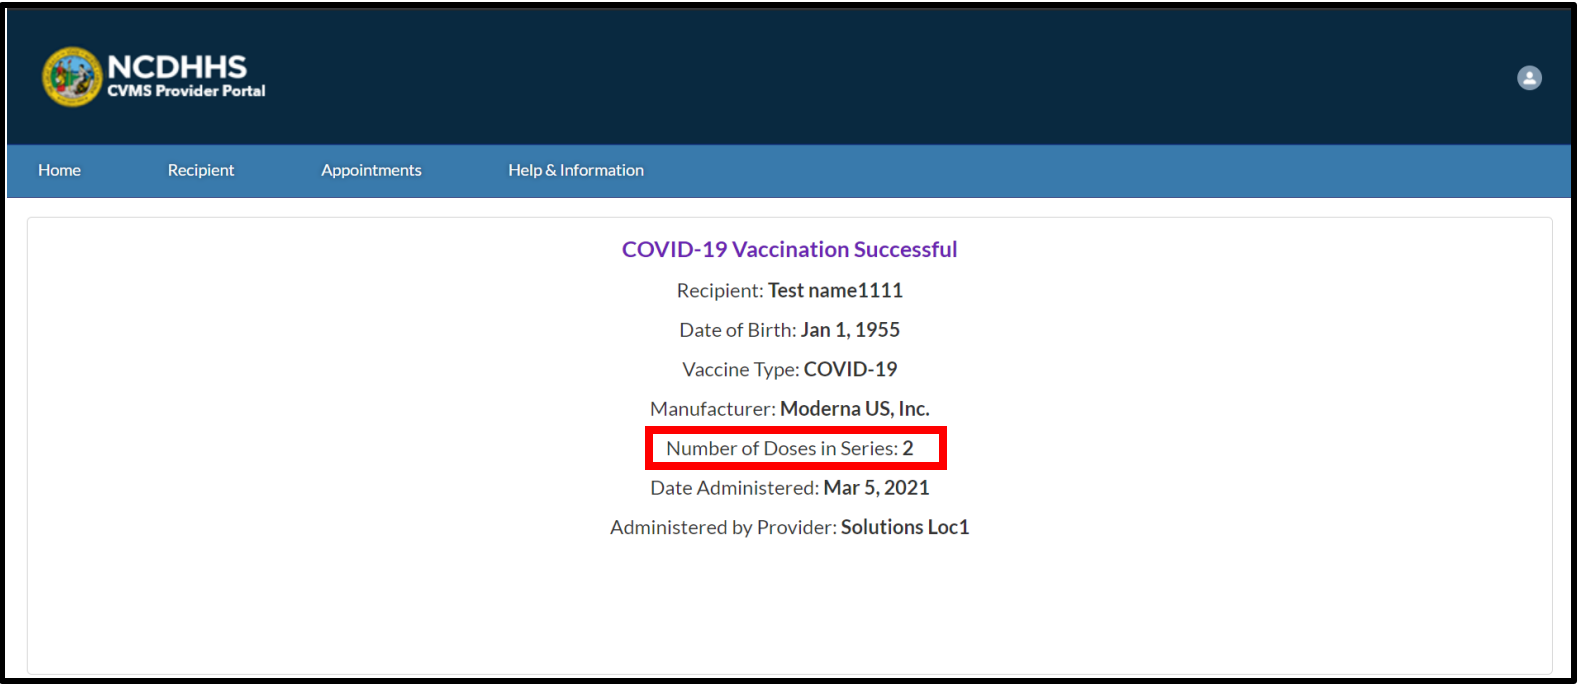 NCDHHS
CVMS Provider Portal
Home Recipient Appointments Help & Information
COVID-19 Vaccination Successful
Recipient: Test name1111
Date of Birth: Jan 1, 1955
Vaccine Type: COVID-19
Manufacturer: Moderna US, Inc.
Number of Doses in Series: 2
Date Administered: Mar 5, 2021
Administered by Provider: Solutions Loc1